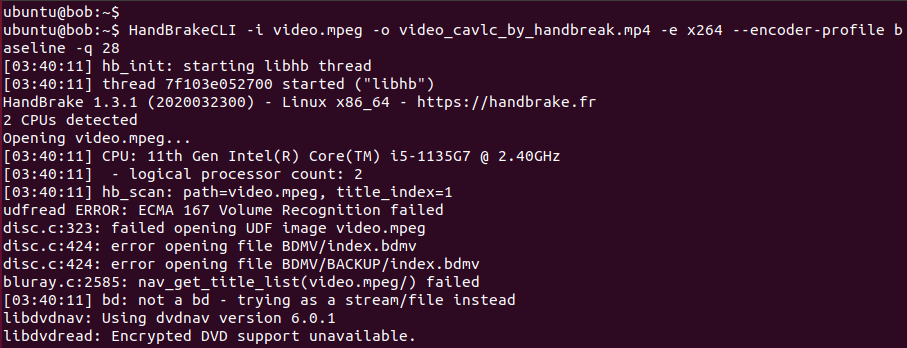 ubuntu@bob:~$
ubuntu@bob:~$ HandBrakeCLI -i video.mpeg -o video_cavlc_by_handbreak.mp4 -e x264 --encoder-profile b
aseline -q 28
[03:40:11] hb_init: starting libhb thread
[03:40:11] thread 7f103e052700 started ("libhb")
HandBrake 1.3.1 (2020032300) - Linux x86_64 - https://handbrake.fr
2 CPUs detected
Opening video.mpeg...
[03:40:11] CPU: 11th Gen Intel(R) Core(TM) i5-1135G7 @ 2.40GHz
[03:40:11]  - logical processor count: 2
[03:40:11] hb_scan: path=video.mpeg, title_index=1
udfread ERROR: ECMA 167 Volume Recognition failed
disc.c:323: failed opening UDF image video.mpeg
disc.c:424: error opening file BDMV/index.bdmv
disc.c:424: error opening file BDMV/BACKUP/index.bdmv
bluray.c:2585: nav_get_title_list(video.mpeg/) failed
[03:40:11] bd: not a bd - trying as a stream/file instead
libdvdnav: Using dvdnav version 6.0.1
libdvdread: Encrypted DVD support unavailable.